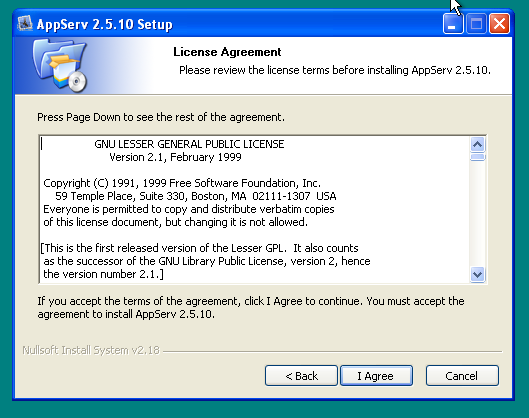 AppServ 2.5.10 Setup
License Agreement
Please review the license terms before installing AppServ 2.5.10.
Press Page Down to see the rest of the agreement.
GNU LESSER GENERAL PUBLIC LICENSE
Version 2.1, February 1999
Copyright (C) 1991, 1999 Free Software Foundation, Inc.
59 Temple Place, Suite 330, Boston, MA  02111-1307  USA
Everyone is permitted to copy and distribute verbatim copies
of this license document, but changing it is not allowed.
[This is the first released version of the Lesser GPL.  It also counts
as the successor of the GNU Library Public License, version 2, hence
the version number 2.1.]
If you accept the terms of the agreement, click I Agree to continue. You must accept the
agreement to install AppServ 2.5.10.
Nullsoft Install System v2.18
< Back
I Agree
Cancel